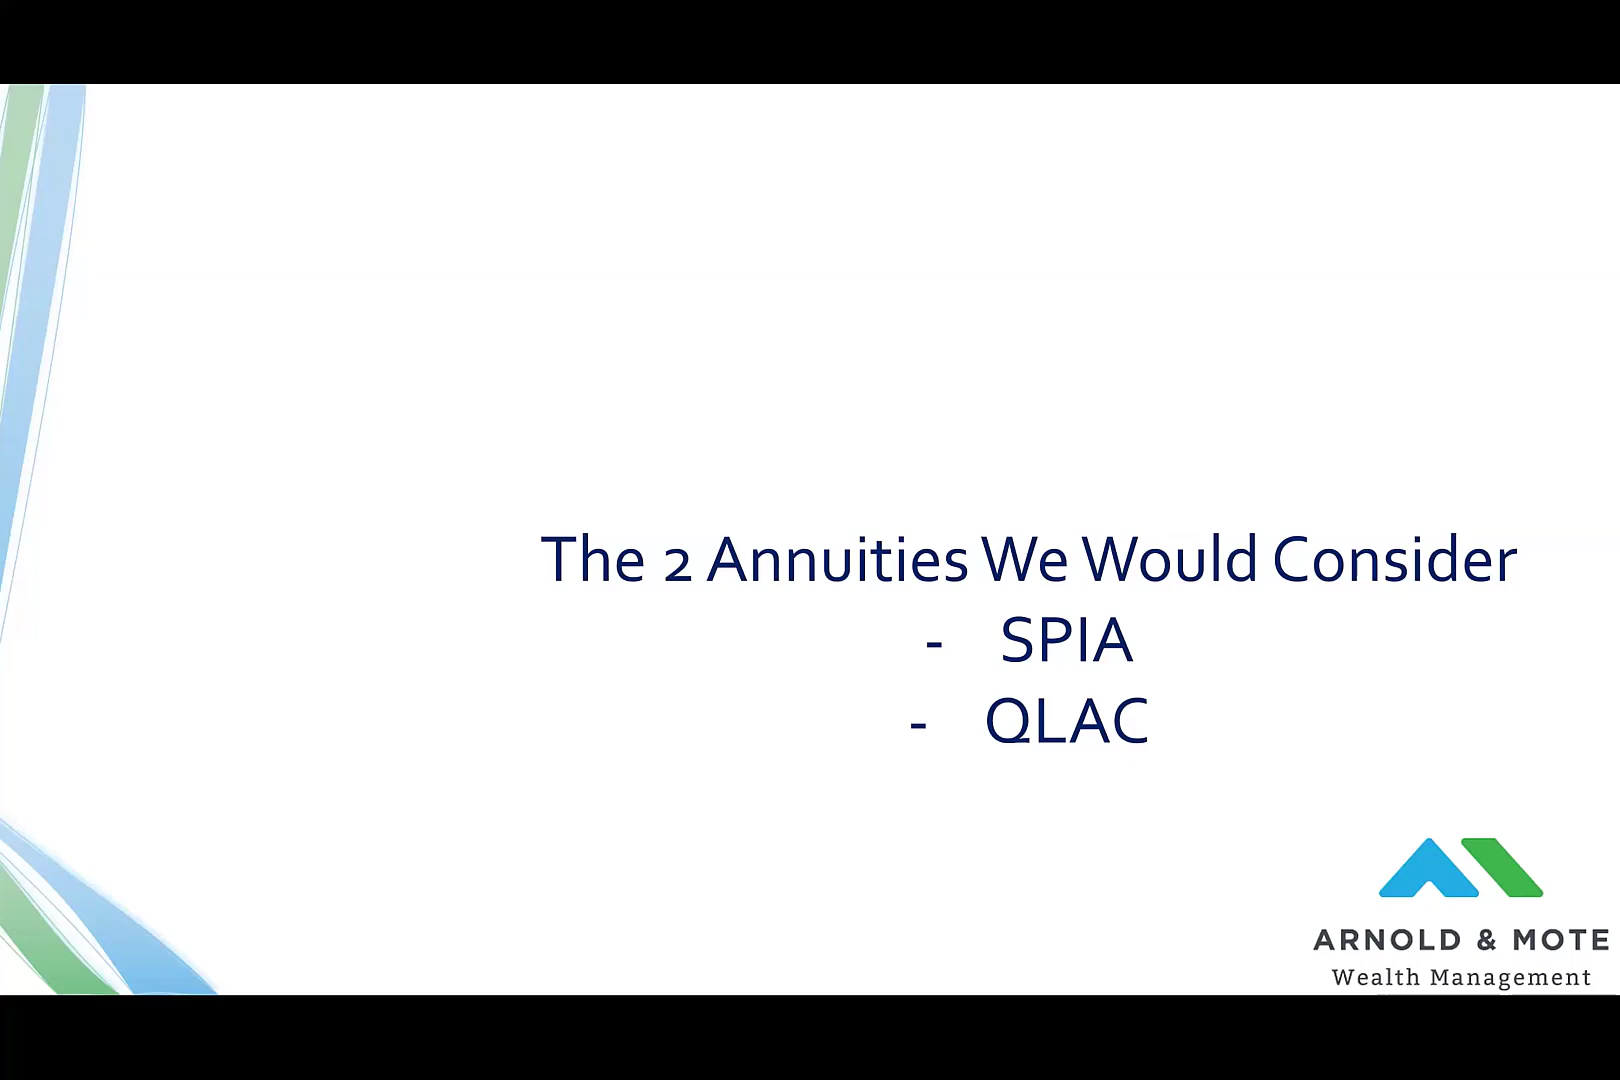 The 2 Annuities We Would Consider
- SPIA
- QLAC
ARNOLD & MOTE
Wealth Management